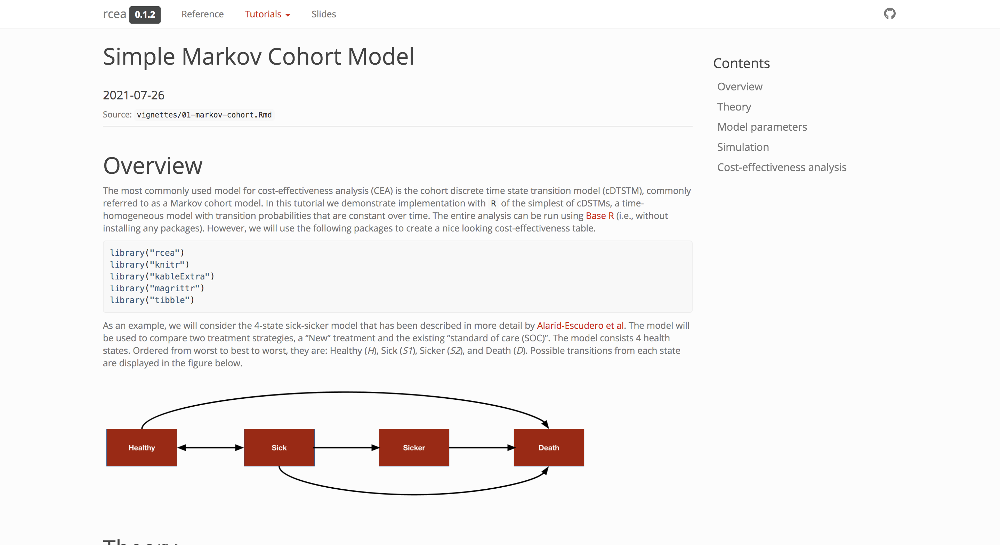 rcea 0.1.2 Reference Tutorials Slides
Simple Markov Cohort Model
2021-07-26
Source: vignettes/01-markov-cohort.Rmd
Contents
Overview
Theory
Model parameters
Simulation
Cost-effectiveness analysis
Overview
The most commonly used model for cost-effectiveness analysis (CEA) is the cohort discrete time state transition model (cDTSTM), commonly
referred to as a Markov cohort model. In this tutorial we demonstrate implementation with R of the simplest of cDSTMs, a time-
homogeneous model with transition probabilities that are constant over time. The entire analysis can be run using Base R (i.e., without
installing any packages). However, we will use the following packages to create a nice looking cost-effectiveness table.
library("rcea")
library("knitr")
library("kableExtra")
library("magrittr")
library("tibble")
As an example, we will consider the 4-state sick-sicker model that has been described in more detail by Alarid-Escudero et al. The model will
be used to compare two treatment strategies, a “New” treatment and the existing “standard of care (SOC)”. The model consists 4 health
states. Ordered from worst to best to worst, they are: Healthy (H), Sick (S1), Sicker (S2), and Death (D). Possible transitions from each state
are displayed in the figure below.
Healthy Sick Sicker Death
Theory